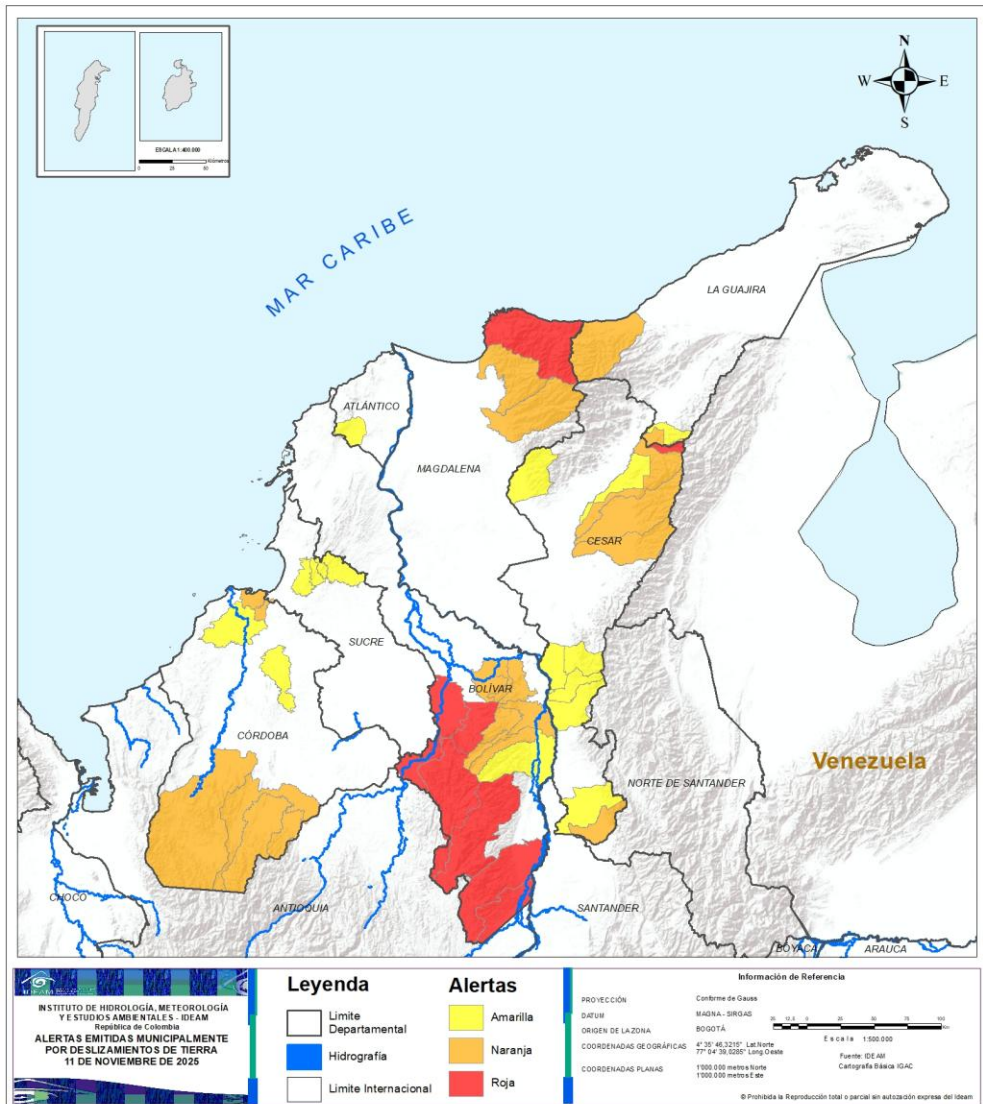 N
W E
S
ESCALA 1:400.000
MAR CARIBE
LA GUAJIRA
ATLÁNTICO
MAGDALENA
CESAR
SUCRE
BOLÍVAR
CÓRDOBA
NORTE DE SANTANDER
Venezuela
CHOCO
ANTIOQUIA
SANTANDER
BOYACÁ
ARAUCA
IDEAM
INSTITUTO DE HIDROLOGÍA, METEOROLOGÍA
Y ESTUDIOS AMBIENTALES - IDEAM
República de Colombia
ALERTAS EMITIDAS MUNICIPALMENTE
POR DESLIZAMIENTOS DE TIERRA
11 DE NOVIEMBRE DE 2025
Leyenda
Limite
Departamental
Hidrografía
Limite Internacional
Alertas
Amarilla
Naranja
Roja
Información de Referencia
PROYECCIÓN Conforme de Gauss
DATUM MAGNA - SIRGAS
ORIGEN DE LA ZONA BOGOTÁ
COORDENADAS GEOGRÁFICAS 4° 35' 46,3215" Lat.Norte
77° 04' 39,0285" Long.Oeste
COORDENADAS PLANAS 1'000.000 metros Norte
1'000.000 metros Este
Escala 1:500.000
Fuente: IDEAM
Cartografía Básica IGAC
© Prohibida la Reproducción total o parcial sin autorización expresa del Ideam